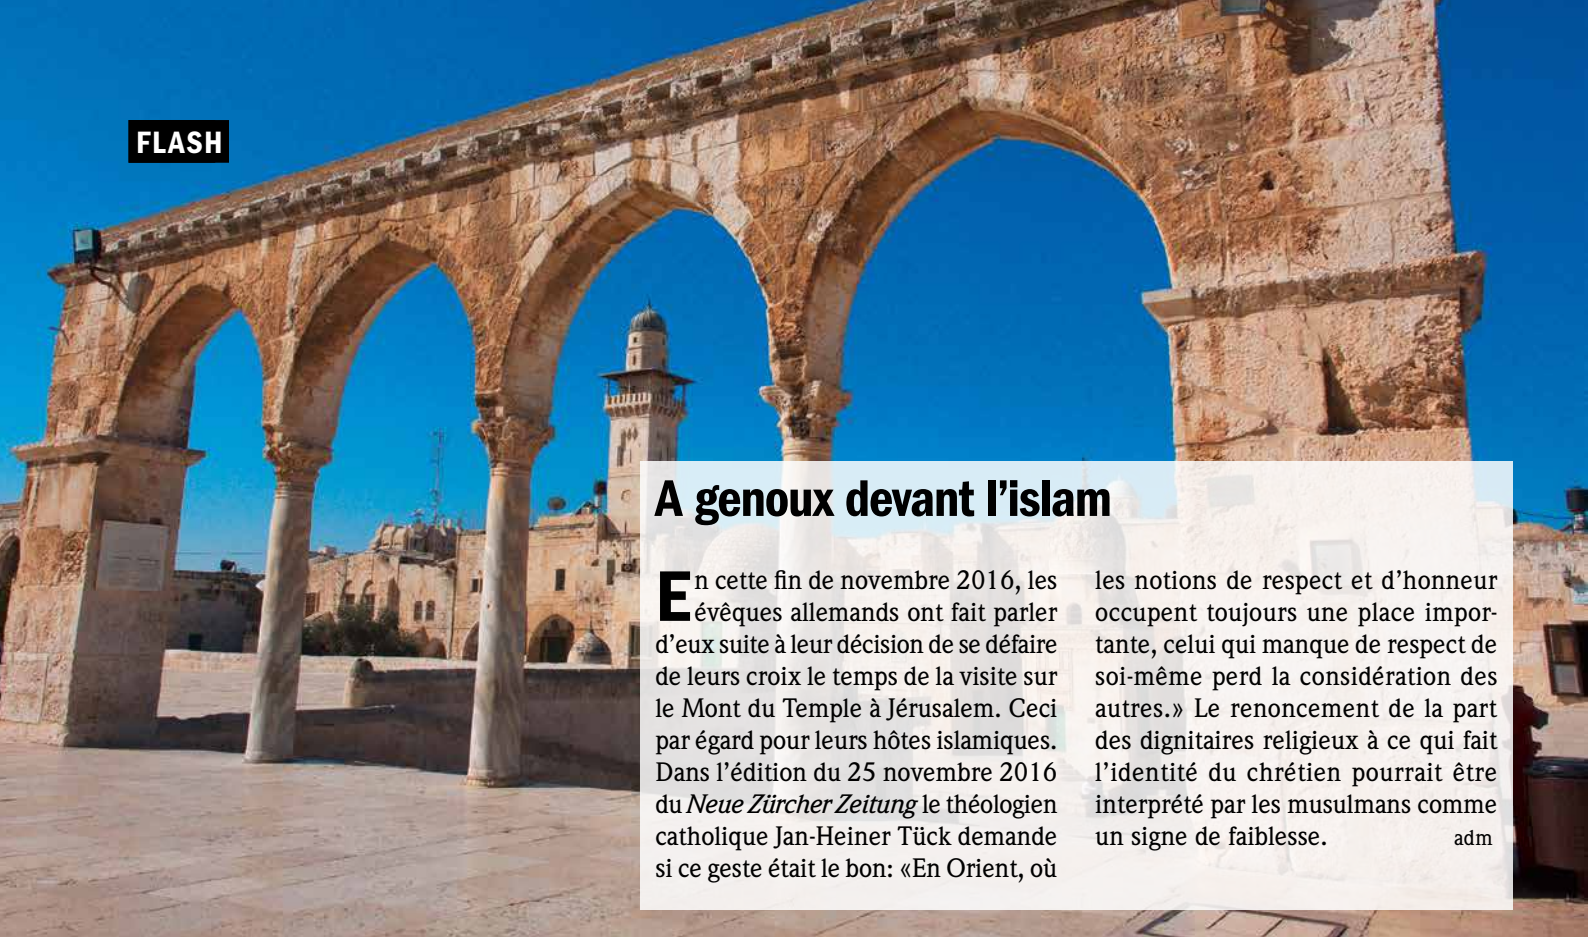 FLASH
A genoux devant l’islam
En cette fin de novembre 2016, les
évêques allemands ont fait parler
d’eux suite à leur décision de se défaire
de leurs croix le temps de la visite sur
le Mont du Temple à Jérusalem. Ceci
par égard pour leurs hôtes islamiques.
Dans l’édition du 25 novembre 2016
du Neue Zürcher Zeitung le théologien
catholique Jan-Heiner Tück demande
si ce geste était le bon: «En Orient, où
les notions de respect et d’honneur
occupent toujours une place impor-
tante, celui qui manque de respect de
soi-même perd la considération des
autres.» Le renoncement de la part
des dignitaires religieux à ce qui fait
l’identité du chrétien pourrait être
interprété par les musulmans comme
un signe de faiblesse. adm